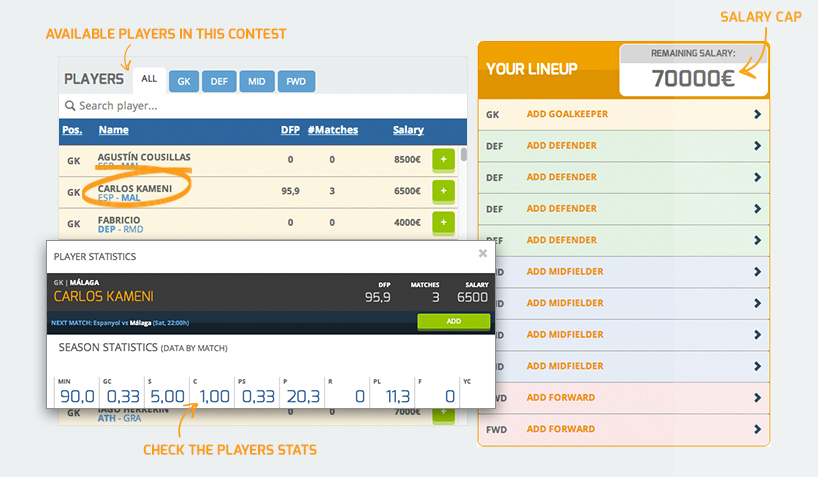 SALARY CAP
AVAILABLE PLAYERS IN THIS CONTEST
PLAYERS ALL GK DEF MID FWD
Search player...
Pos. Name DFP #Matches Salary
GK AGUSTÍN COUSILLAS 0 0 8500€ +
ESP - MAL
GK CARLOS KAMENI 95,9 3 6500€ +
ESP - MAL
GK FABRICIO 0 0 4000€ +
DEP - RMD
PLAYER STATISTICS
GK | MÁLAGA
CARLOS KAMENI
DFP MATCHES SALARY
95,9 3 6500
NEXT MATCH: Espanyol vs Málaga (Sat, 22:00h) ADD
SEASON STATISTICS (DATA BY MATCH)
MIN GC S C PS P R PL F YC
90,0 0,33 5,00 1,00 0,33 20,3 0 11,3 0
GK IAGO HERRERÍN 0 0 7000€
ATH - GRA
CHECK THE PLAYERS STATS
YOUR LINEUP
REMAINING SALARY:
70000€
GK ADD GOALKEEPER
DEF ADD DEFENDER
DEF ADD DEFENDER
DEF ADD DEFENDER
DEF ADD DEFENDER
ADD MIDFIELDER
ADD MIDFIELDER
ADD MIDFIELDER
ADD MIDFIELDER
FWD ADD FORWARD
FWD ADD FORWARD